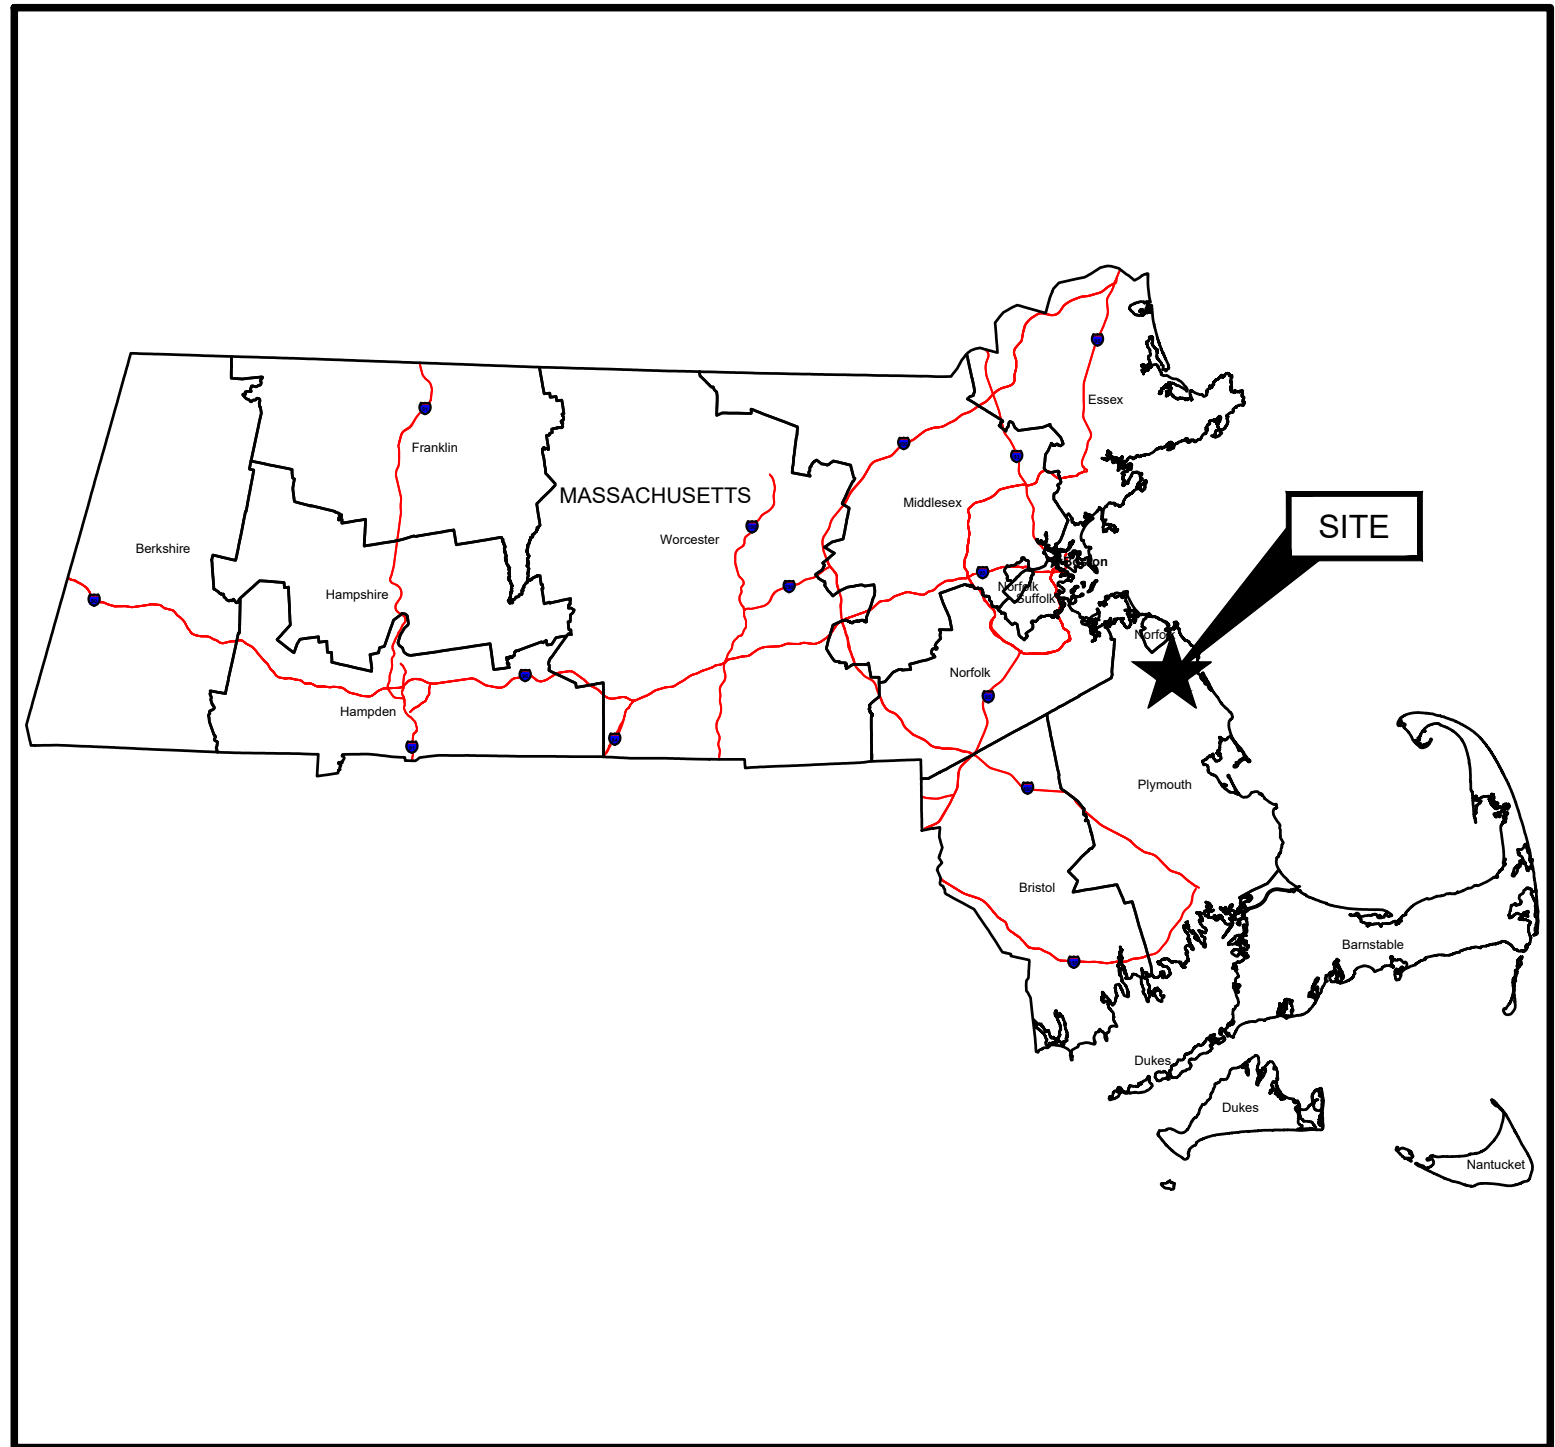 Essex
Franklin
MASSACHUSETTS
Middlesex
SITE
Worcester
Berkshire
Boston
Norfolk
Hampshire
Suffolk
Norfolk
Norfolk
Hampden
Plymouth
Bristol
Barnstable
Dukes
Dukes
Nantucket